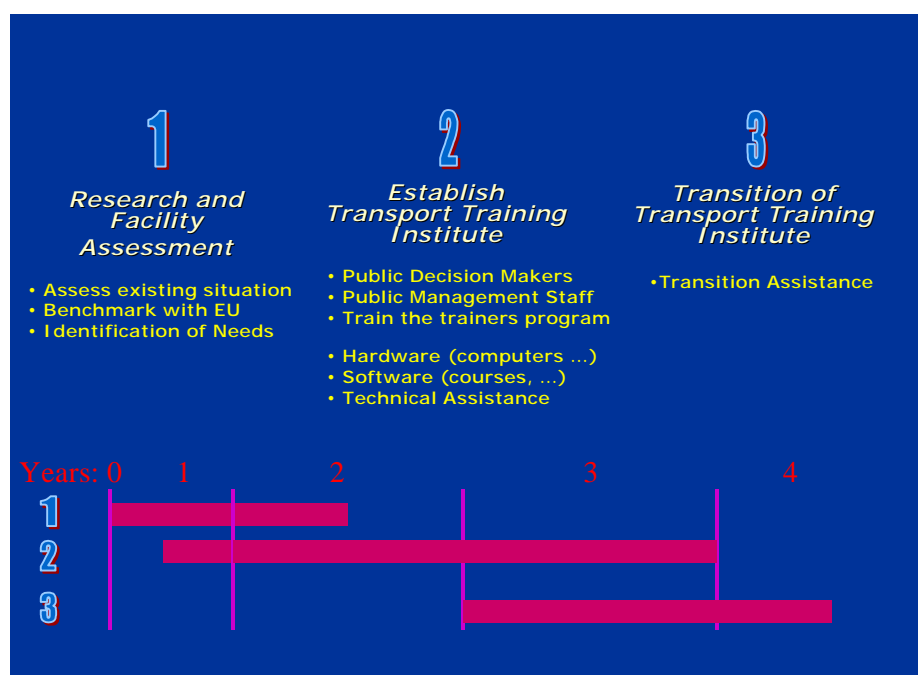 1
Research and
Facility
Assessment
• Assess existing situation
• Benchmark with EU
• Identification of Needs
2
Establish
Transport Training
Institute
• Public Decision Makers
• Public Management Staff
• Train the trainers program
• Hardware (computers ...)
• Software (courses, ...)
• Technical Assistance
3
Transition of
Transport Training
Institute
•Transition Assistance
Years: 0 1 2 3 4
1
2
3